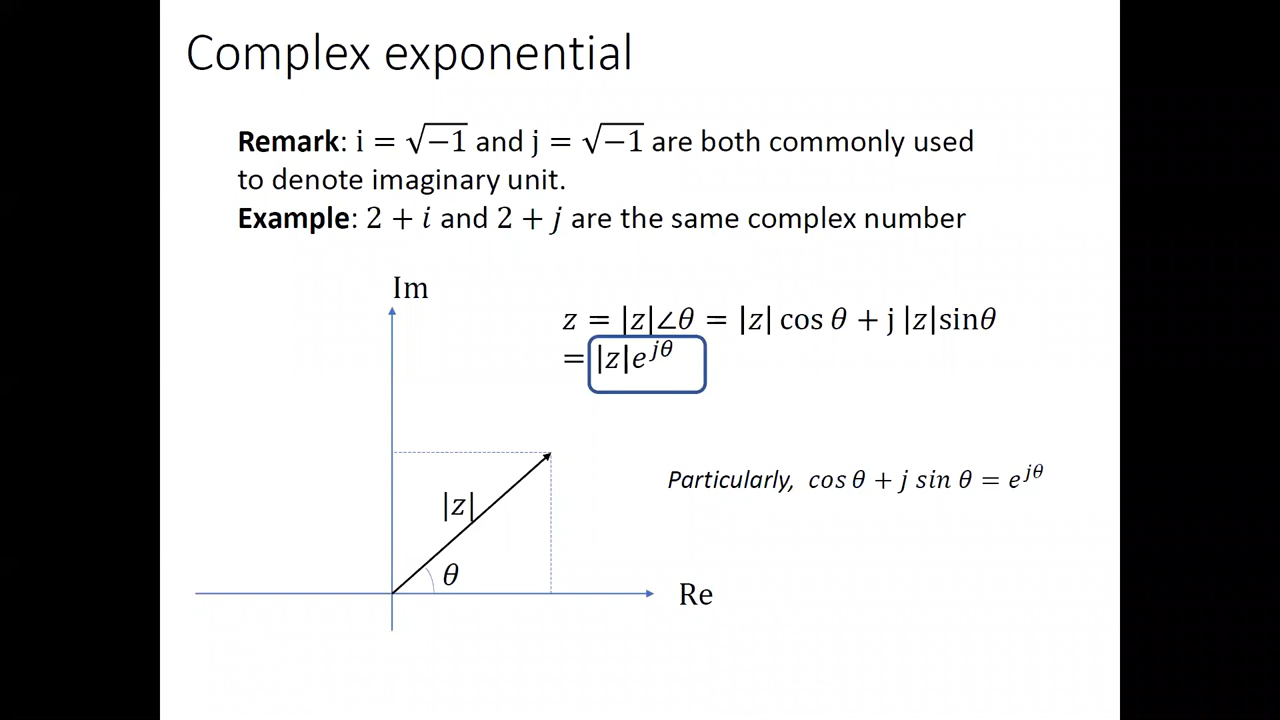 Complex exponential
Remark: i = √−1 and j = √−1 are both commonly used
to denote imaginary unit.
Example: 2 + i and 2 + j are the same complex number
Im
z = |z|∠θ = |z| cos θ + j |z|sinθ
= |z|e^{jθ}
Particularly, cos θ + j sin θ = e^{jθ}
|z|
θ
Re